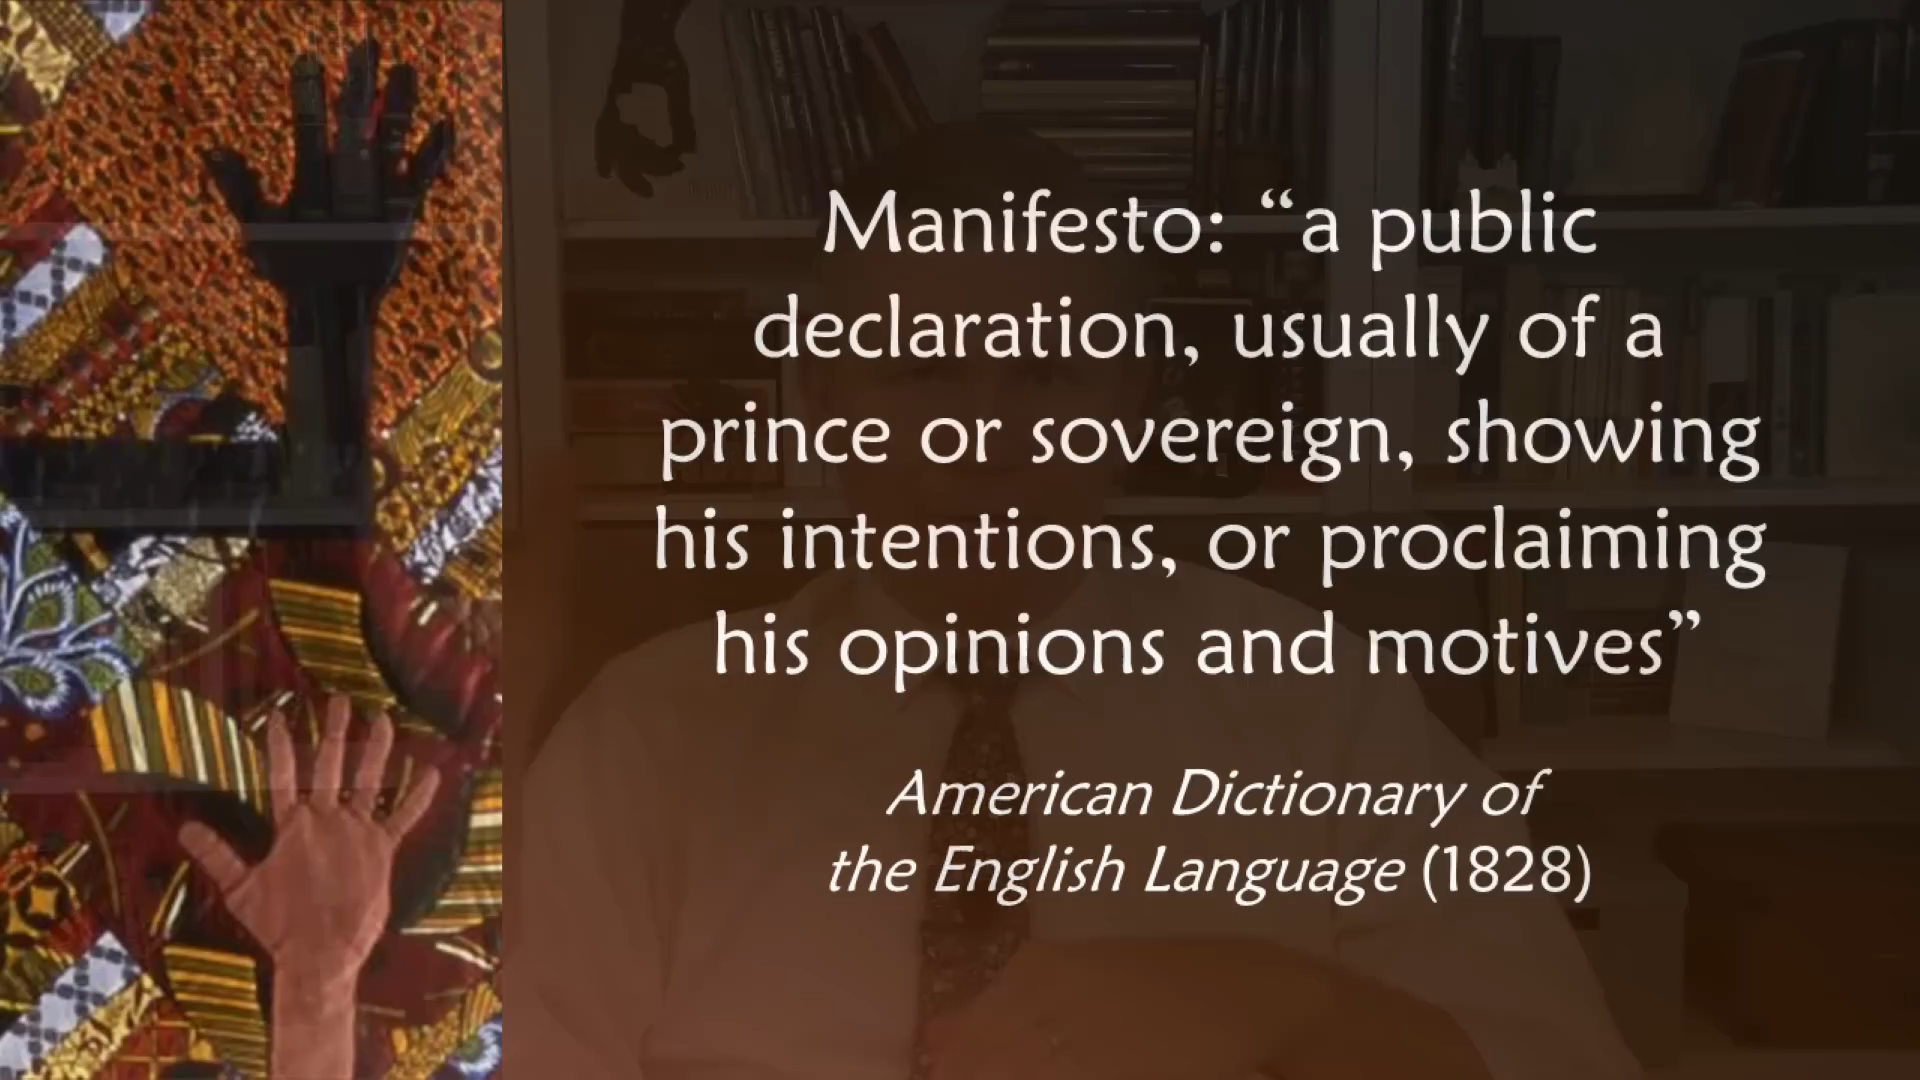 Manifesto: “a public
declaration, usually of a
prince or sovereign, showing
his intentions, or proclaiming
his opinions and motives”
American Dictionary of
the English Language (1828)